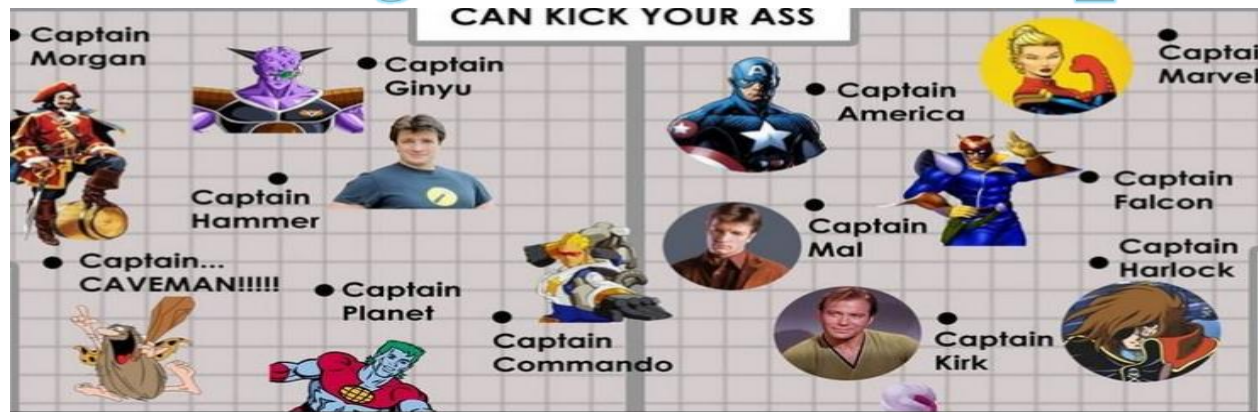 CAN KICK YOUR ASS
Captain
Morgan
Captain
Ginyu
Captain
Hammer
Captain...
CAVEMAN!!!!!
Captain
Planet
Captain
Commando
Captain
America
Captai
Marvel
Captain
Falcon
Captain
Mal
Captain
Harlock
Captain
Kirk